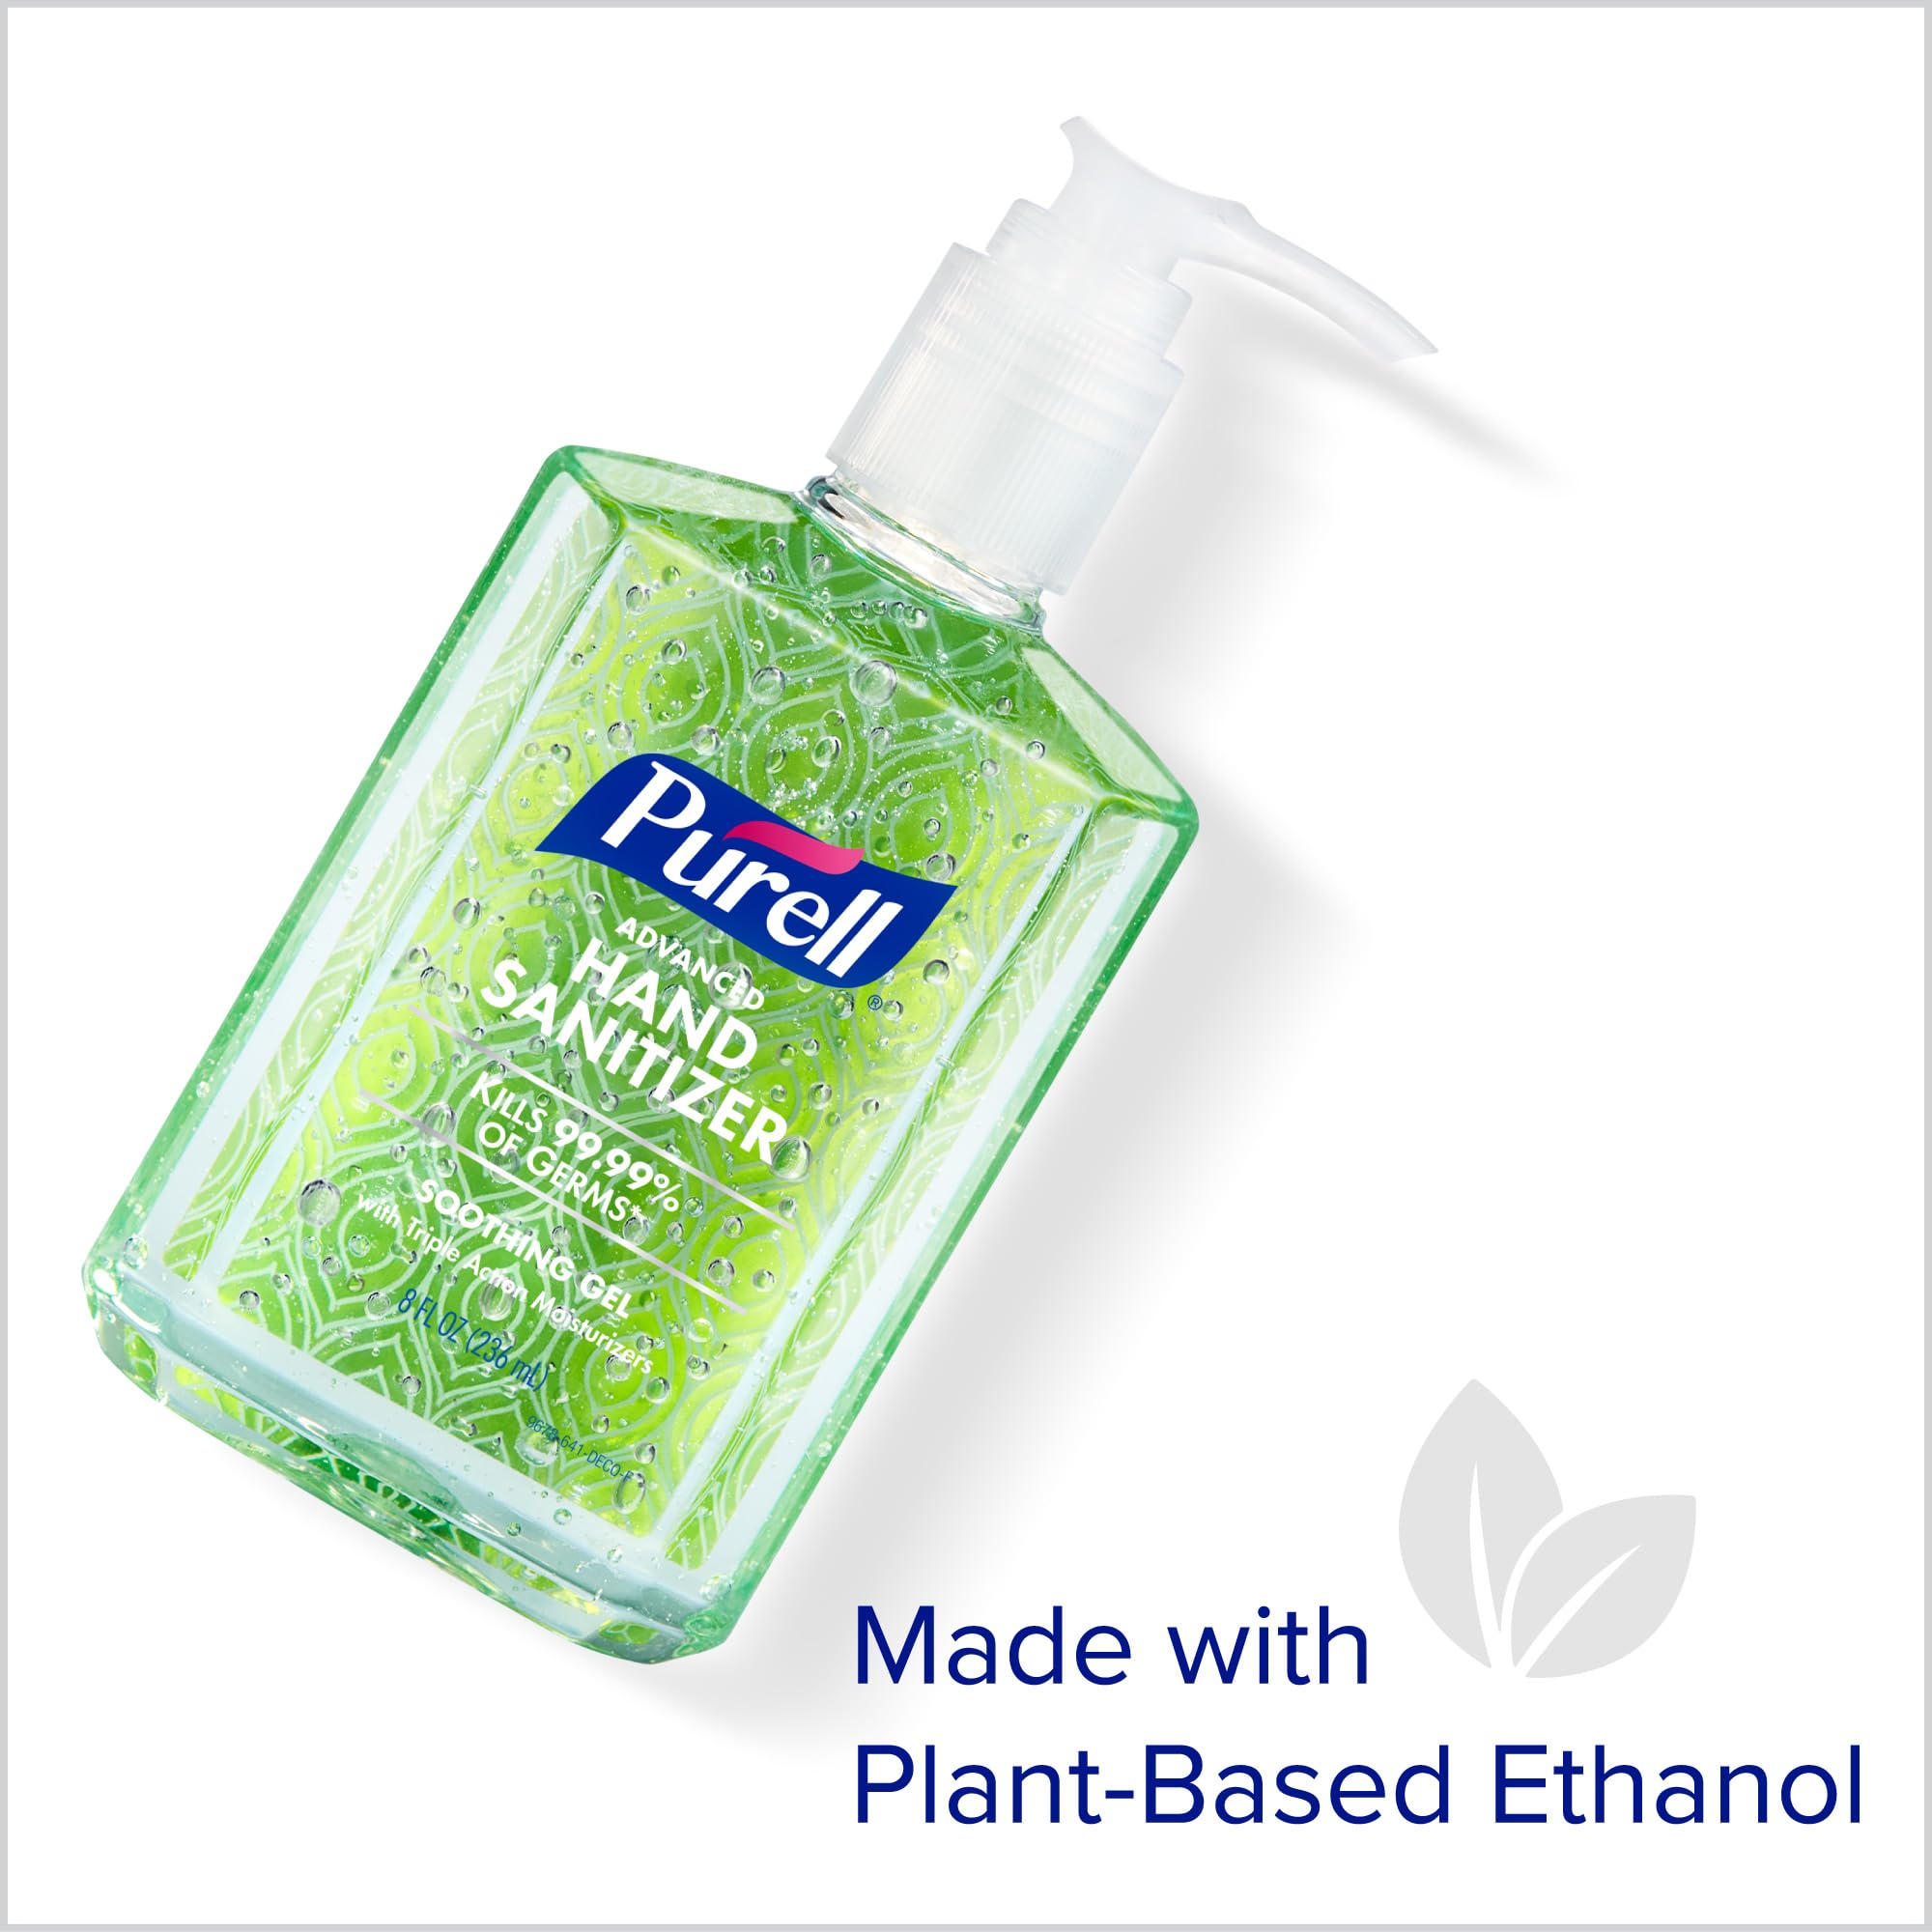 Purell
®
ADVANCED
HAND
SANITIZER
KILLS 99.99%
OF GERMS*
SOOTHING GEL
with Triple Action Moisturizers
8 FL OZ (236 mL)
Made with
Plant-Based Ethanol